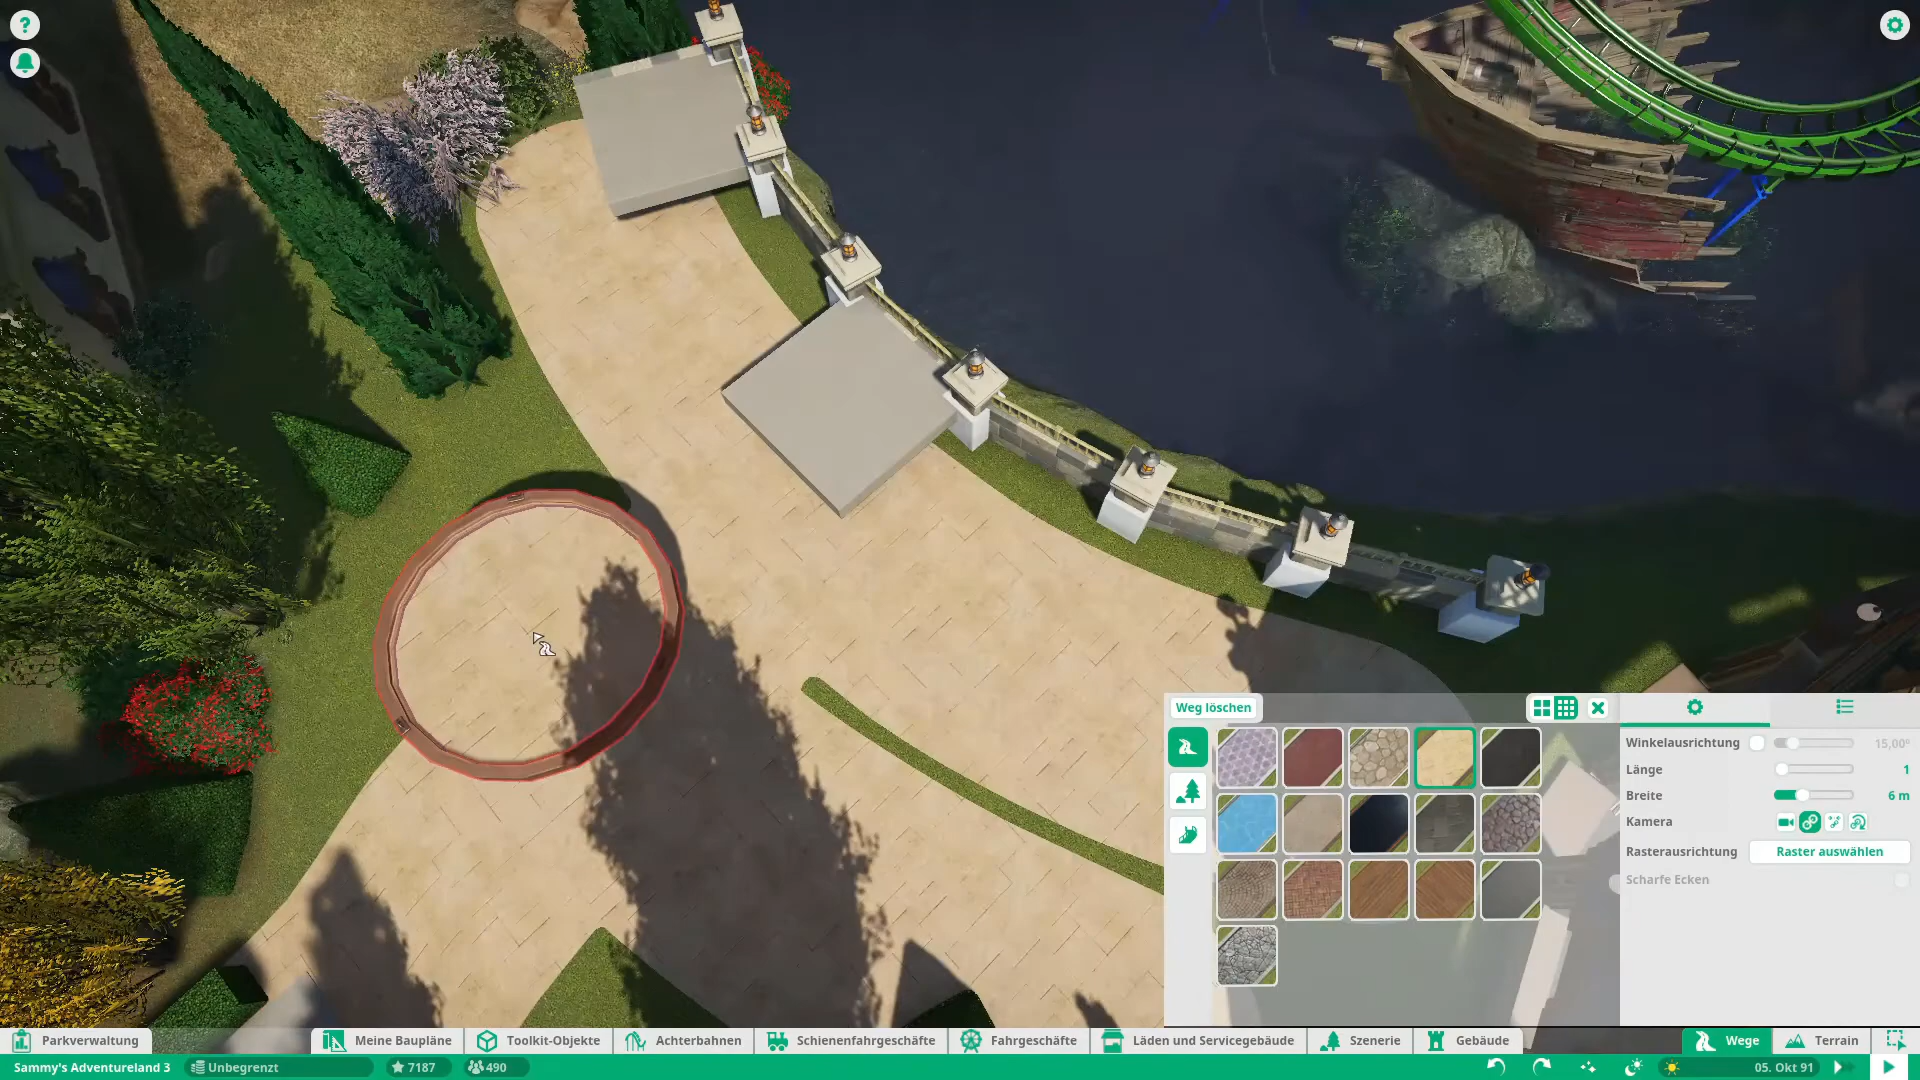 ?
Weg löschen
Winkelausrichtung
15,00°
Länge
1
Breite
6 m
Kamera
Rasterausrichtung
Raster auswählen
Scharfe Ecken
Parkverwaltung
Meine Baupläne
Toolkit-Objekte
Achterbahnen
Schienenfahrgeschäfte
Fahrgeschäfte
Läden und Servicegebäude
Szenerie
Gebäude
Wege
Terrain
Sammy's Adventureland 3
Unbegrenzt
7187
490
05. Okt 91